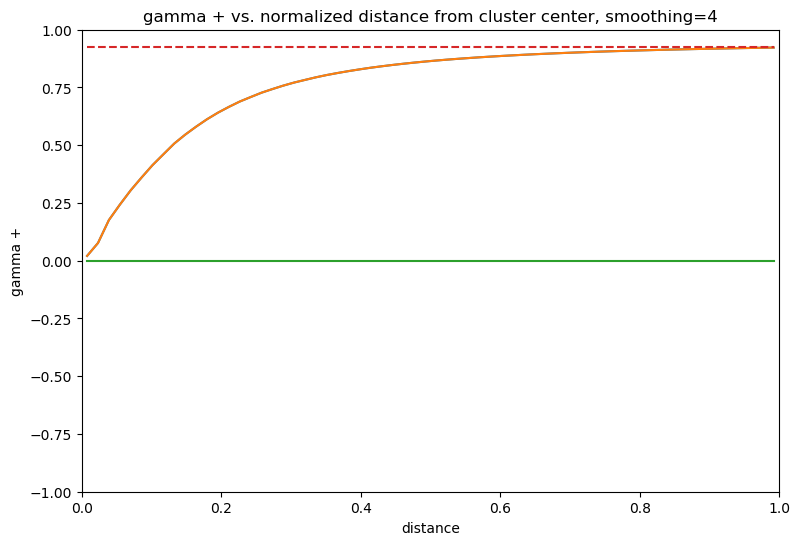 gamma + vs. normalized distance from cluster center, smoothing=4
1.00
0.75
0.50
0.25
0.00
−0.25
−0.50
−0.75
−1.00
gamma +
0.0 0.2 0.4 0.6 0.8 1.0
distance